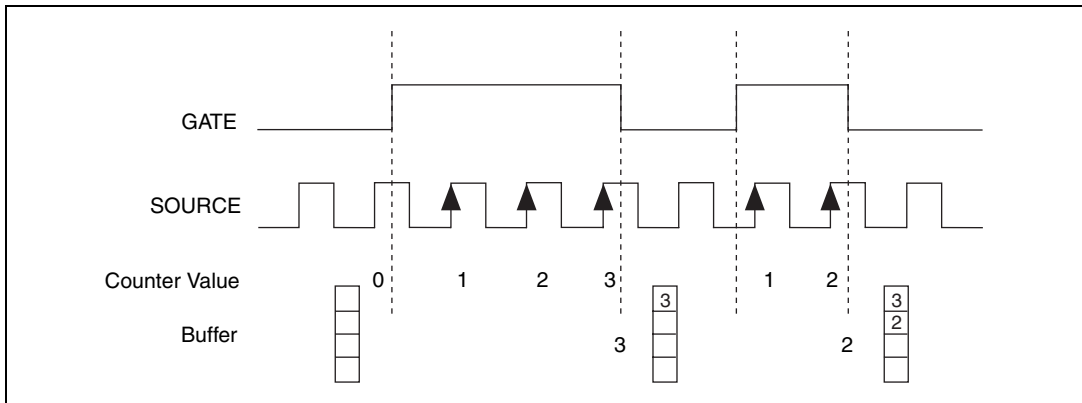 GATE
SOURCE
Counter Value 0 1 2 3 1 2
3 3
2
Buffer 3 2